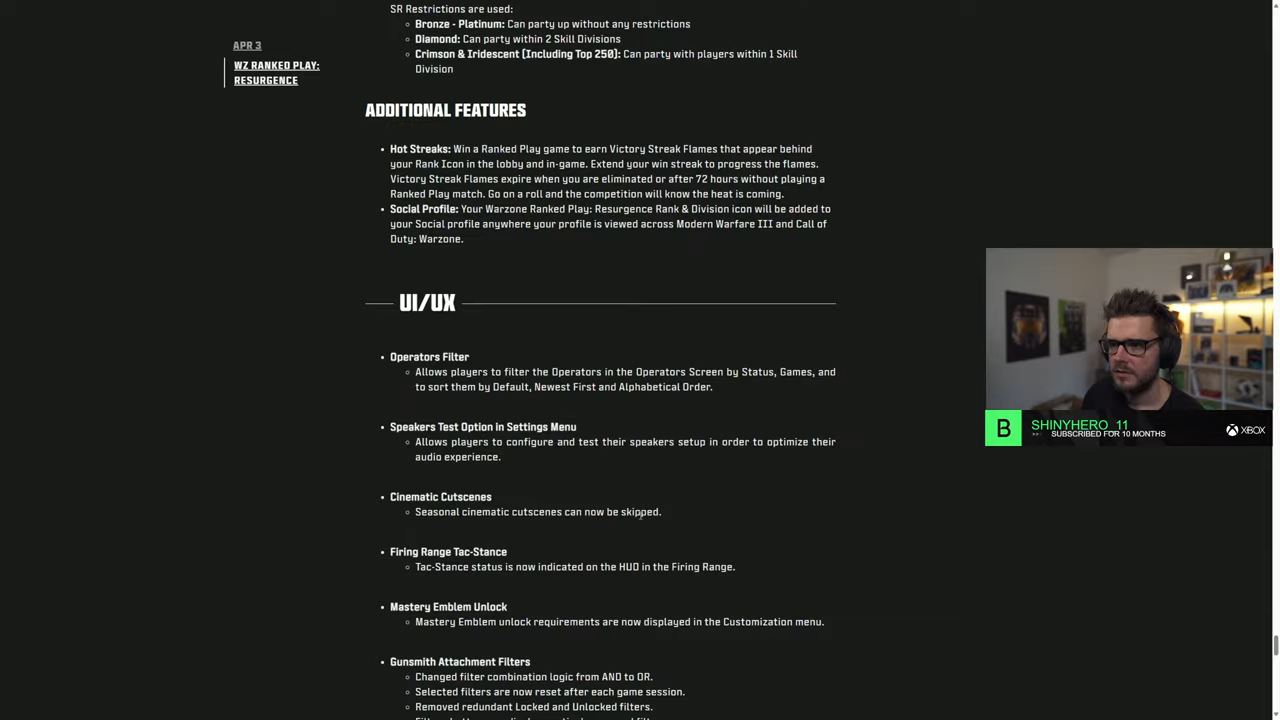 SR Restrictions are used:
Bronze - Platinum: Can party up without any restrictions
Diamond: Can party within 2 Skill Divisions
Crimson & Iridescent (Including Top 250): Can party with players within 1 Skill
Division
APR 3
WZ RANKED PLAY:
RESURGENCE
ADDITIONAL FEATURES
• Hot Streaks: Win a Ranked Play game to earn Victory Streak Flames that appear behind
your Rank Icon in the lobby and in-game. Extend your win streak to progress the flames.
Victory Streak Flames expire when you are eliminated or after 72 hours without playing a
Ranked Play match. Go on a roll and the competition will know the heat is coming.
• Social Profile: Your Warzone Ranked Play: Resurgence Rank & Division icon will be added to
your Social profile anywhere your profile is viewed across Modern Warfare III and Call of
Duty: Warzone.
UI/UX
• Operators Filter
Allows players to filter the Operators in the Operators Screen by Status, Games, and
to sort them by Default, Newest First and Alphabetical Order.
• Speakers Test Option in Settings Menu
Allows players to configure and test their speakers setup in order to optimize their
audio experience.
• Cinematic Cutscenes
Seasonal cinematic cutscenes can now be skipped.
• Firing Range Tac-Stance
Tac-Stance status is now indicated on the HUD in the Firing Range.
• Mastery Emblem Unlock
Mastery Emblem unlock requirements are now displayed in the Customization menu.
• Gunsmith Attachment Filters
Changed filter combination logic from AND to OR.
Selected filters are now reset after each game session.
Removed redundant Locked and Unlocked filters.
B
SHINYHERO_11
SUBSCRIBED FOR 10 MONTHS
XBOX